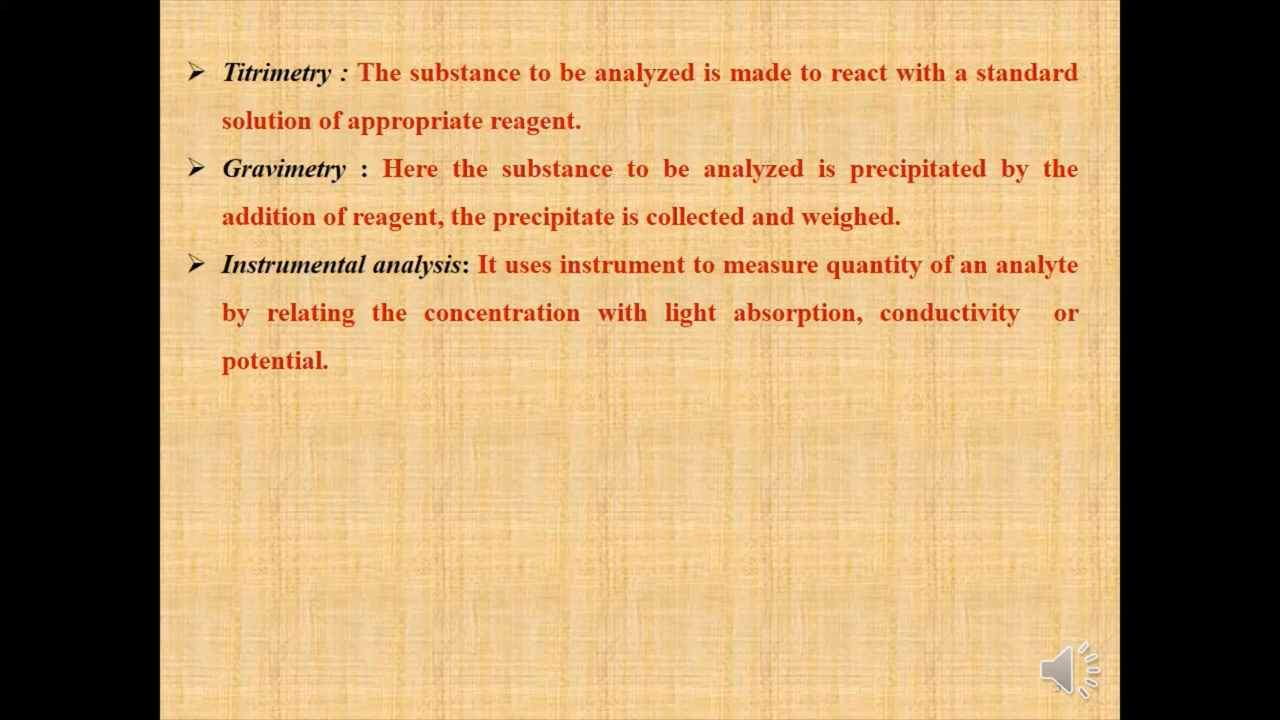 ➢ Titrimetry : The substance to be analyzed is made to react with a standard
solution of appropriate reagent.
➢ Gravimetry : Here the substance to be analyzed is precipitated by the
addition of reagent, the precipitate is collected and weighed.
➢ Instrumental analysis: It uses instrument to measure quantity of an analyte
by relating the concentration with light absorption, conductivity or
potential.